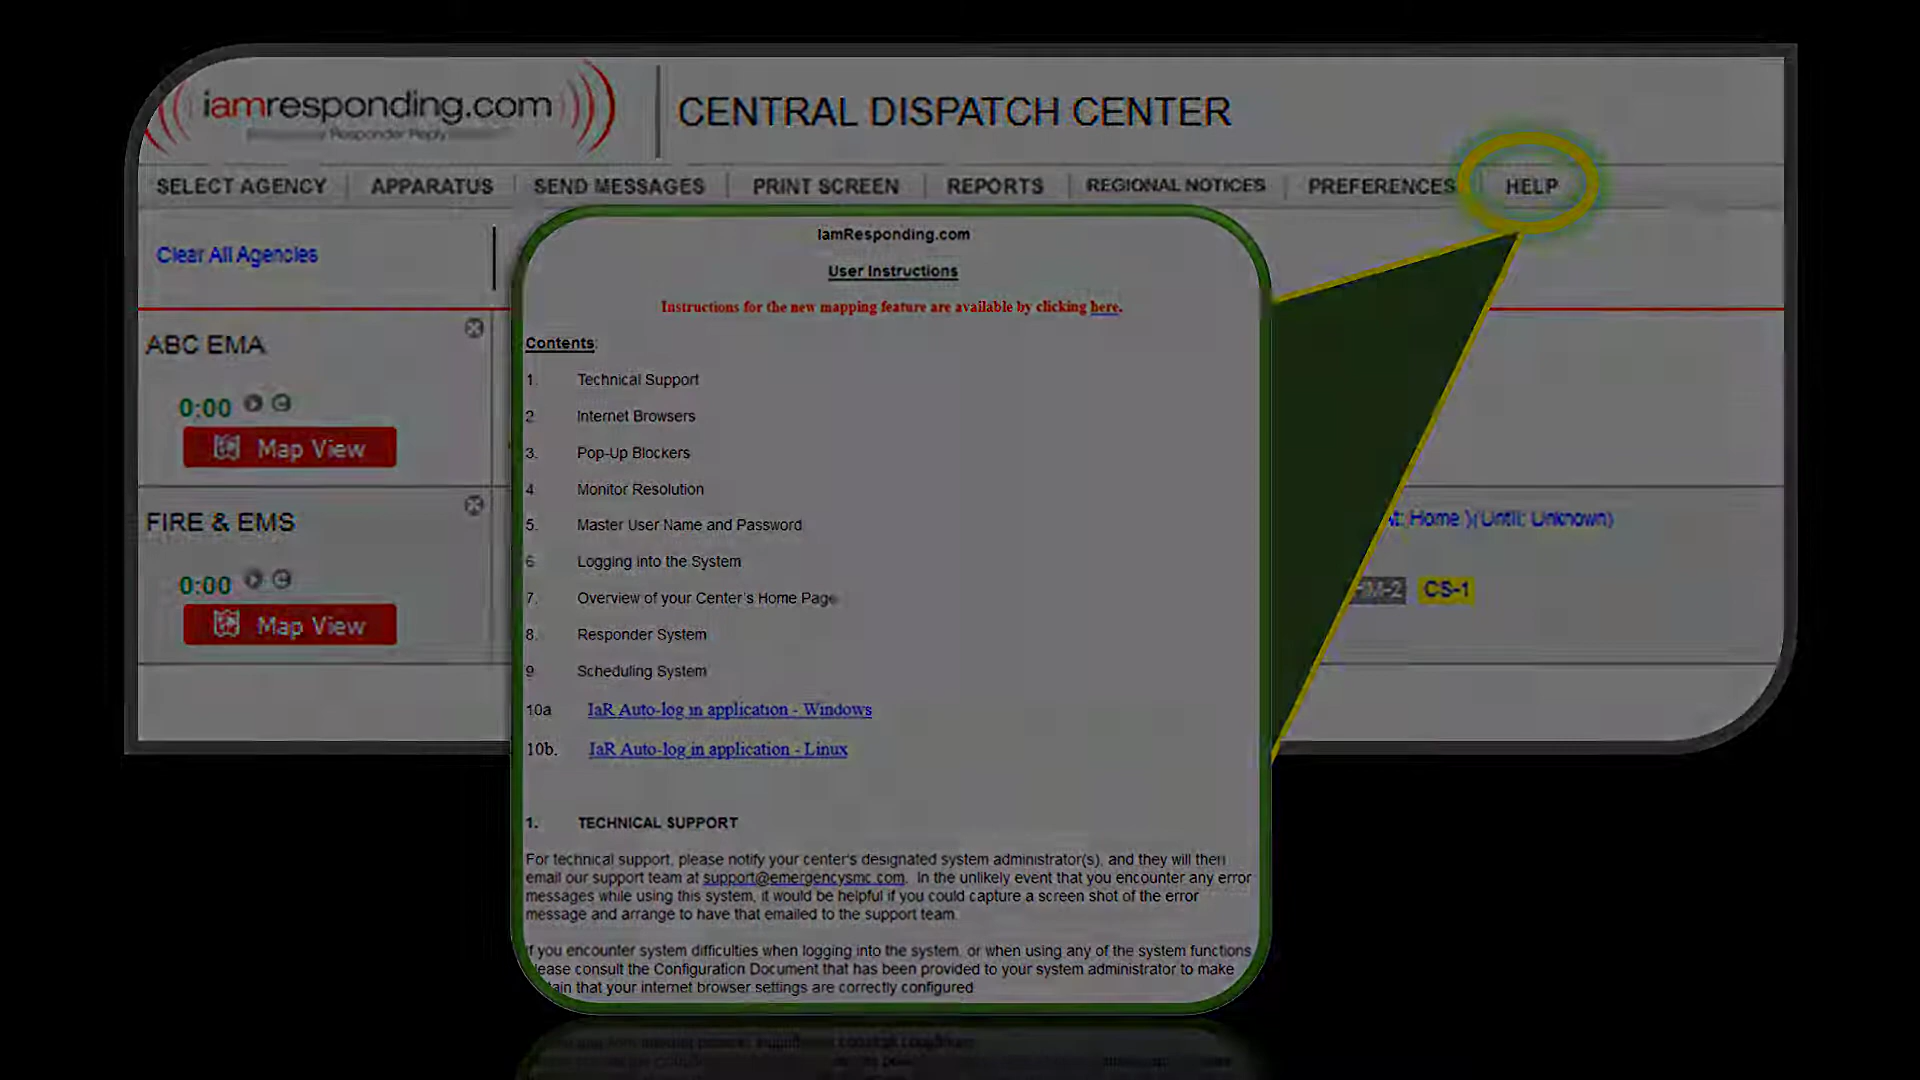 iamresponding.com
Responder Reply
CENTRAL DISPATCH CENTER
SELECT AGENCY
APPARATUS
SEND MESSAGES
PRINT SCREEN
REPORTS
REGIONAL NOTICES
PREFERENCES
HELP
Clear All Agencies
ABC EMA
0:00
Map View
FIRE & EMS
0:00
Map View
Home )(Until: Unknown)
CS-1
IamResponding.com
User Instructions
Instructions for the new mapping feature are available by clicking here.
Contents:
1. Technical Support
2 Internet Browsers
3. Pop-Up Blockers
4 Monitor Resolution
5. Master User Name and Password
6 Logging into the System
7. Overview of your Center's Home Page
8. Responder System
9 Scheduling System
10a IaR Auto-log in application - Windows
10b. IaR Auto-log in application - Linux
1. TECHNICAL SUPPORT
For technical support, please notify your center's designated system administrator(s), and they will then
email our support team at support@emergencysmc.com. In the unlikely event that you encounter any error
messages while using this system, it would be helpful if you could capture a screen shot of the error
message and arrange to have that emailed to the support team.
you encounter system difficulties when logging into the system, or when using any of the system functions
consult the Configuration Document that has been provided to your system administrator to make
that your internet browser settings are correctly configured